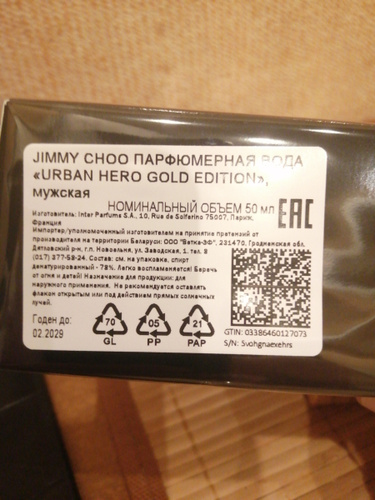 JIMMY CHOO ПАРФЮМЕРНАЯ ВОДА
«URBAN HERO GOLD EDITION»,
мужская
НОМИНАЛЬНЫЙ ОБЪЕМ 50 мл
EAC
Изготовитель: Inter Parfums S.A., 10, Rue de Solferino 75007, Париж,
Франция
Импортер/уполномоченный изготовителем на принятие претензий от
производителя на территории Беларуси: ООО "Ватка-ЭФ", 231470, Гродненская обл.
Дятловский р-н, г.п. Новоельня, ул. Заводская, 1, тел. 8
(017) 377-58-24. Состав: см. на упаковке, спирт
денатурированный - 78%. Легко воспламеняется! Беречь
от огня и детей! Назначение для продукции: для
наружного применения. Не рекомендуется оставлять
флакон открытым или под действием прямых солнечных
лучей.
Годен до:
02.2029
70
GL
05
PP
21
PAP
GTIN: 03386460127073
S/N: Svohgnaexehrs